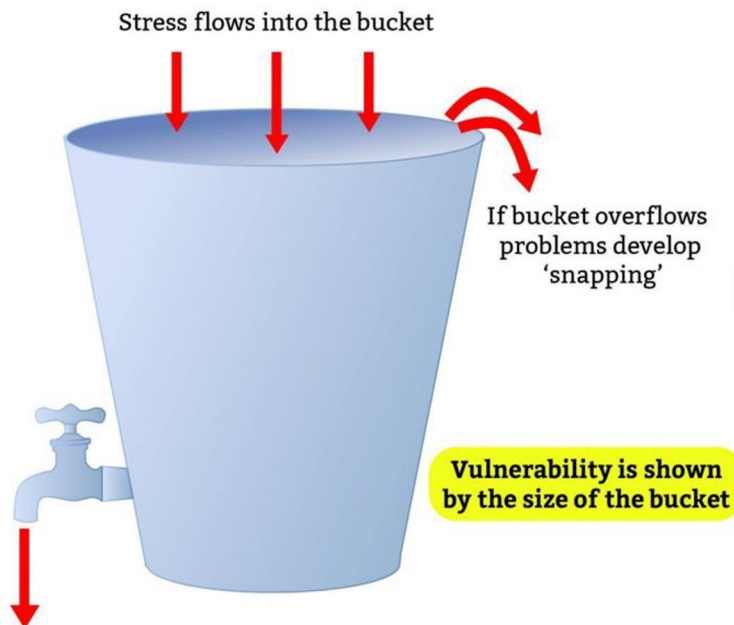 Stress flows into the bucket
If bucket overflows
problems develop
‘snapping’
Vulnerability is shown
by the size of the bucket